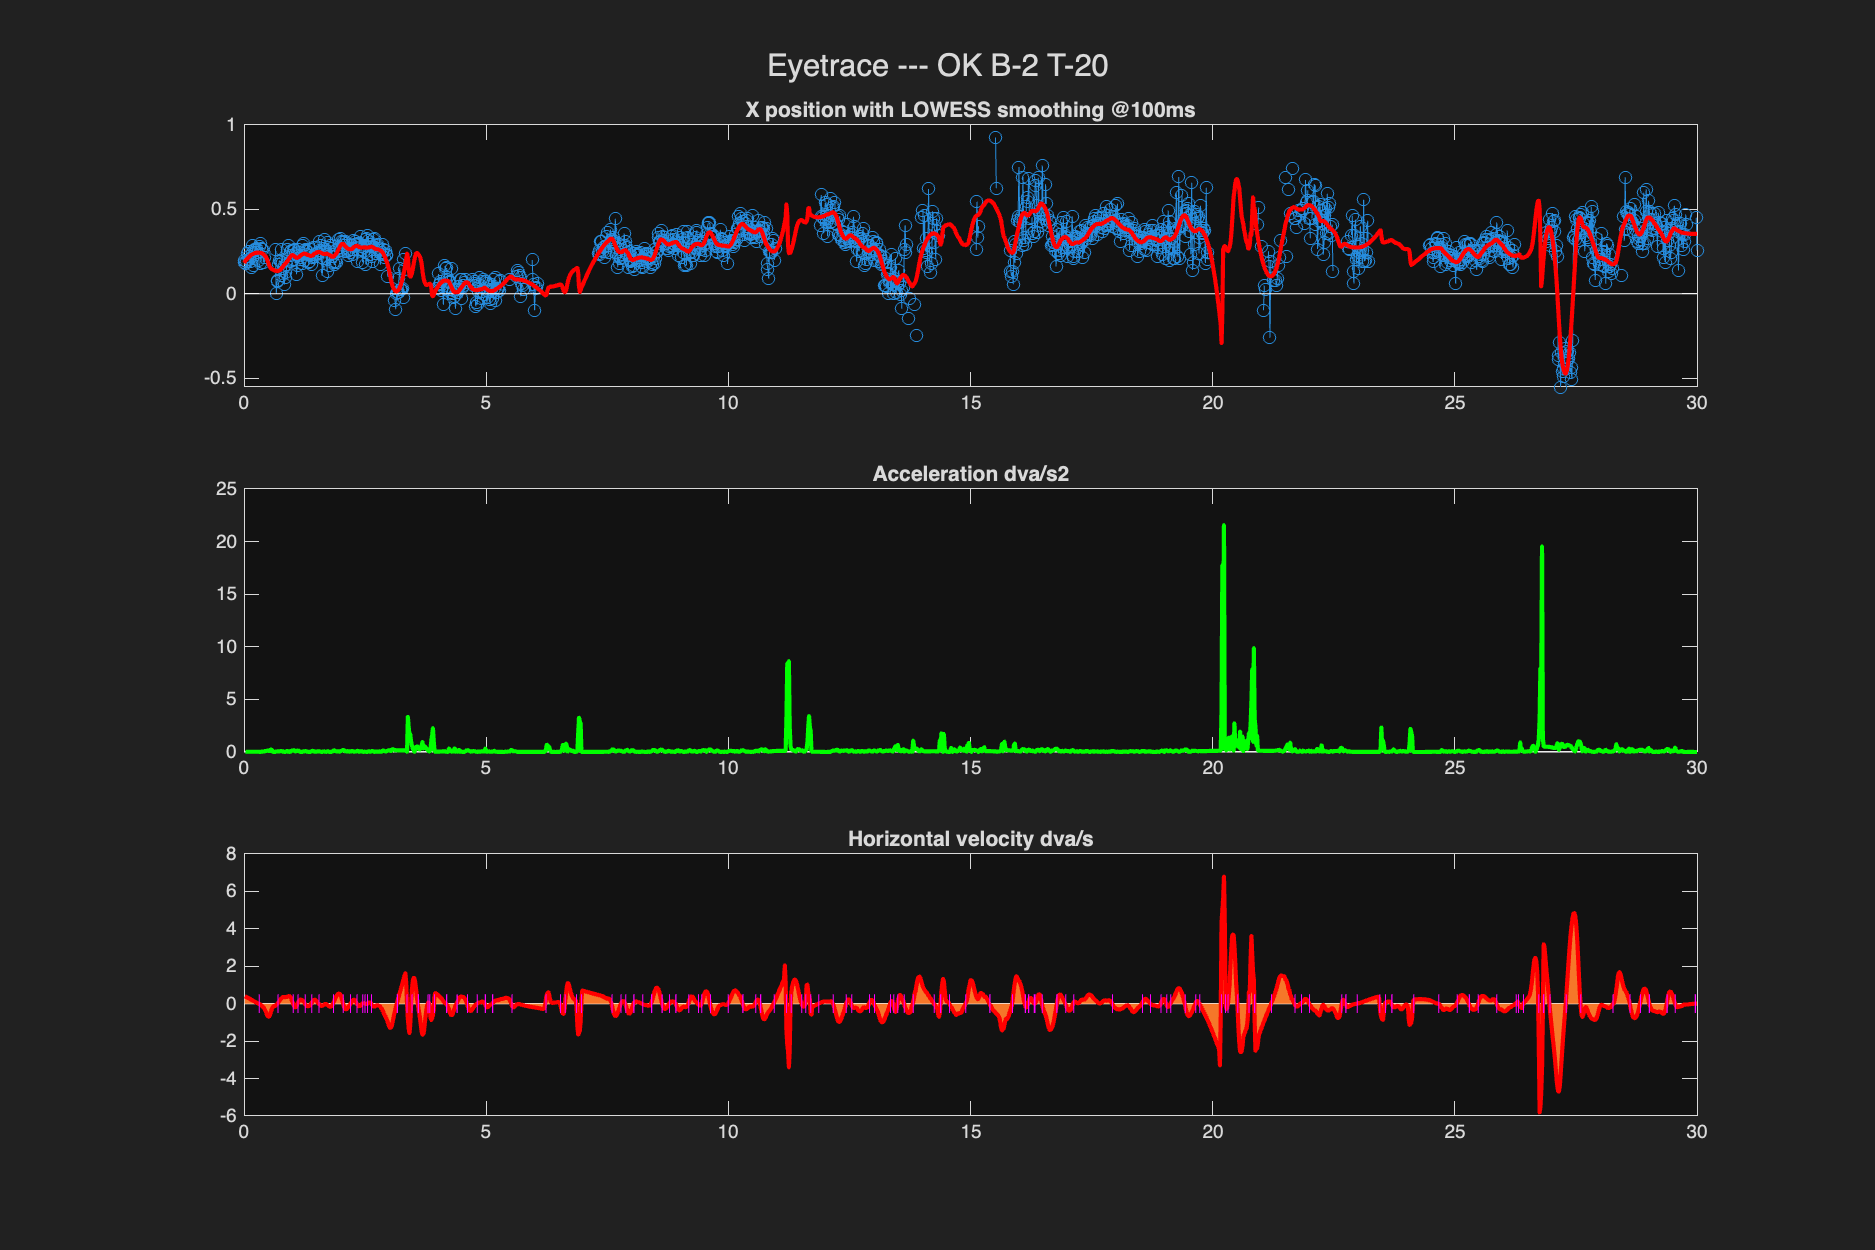 Eyetrace --- OK B-2 T-20
X position with LOWESS smoothing @100ms
1
0.5
0
-0.5
0 5 10 15 20 25 30
Acceleration dva/s2
25
20
15
10
5
0
0 5 10 15 20 25 30
Horizontal velocity dva/s
8
6
4
2
0
-2
-4
-6
0 5 10 15 20 25 30